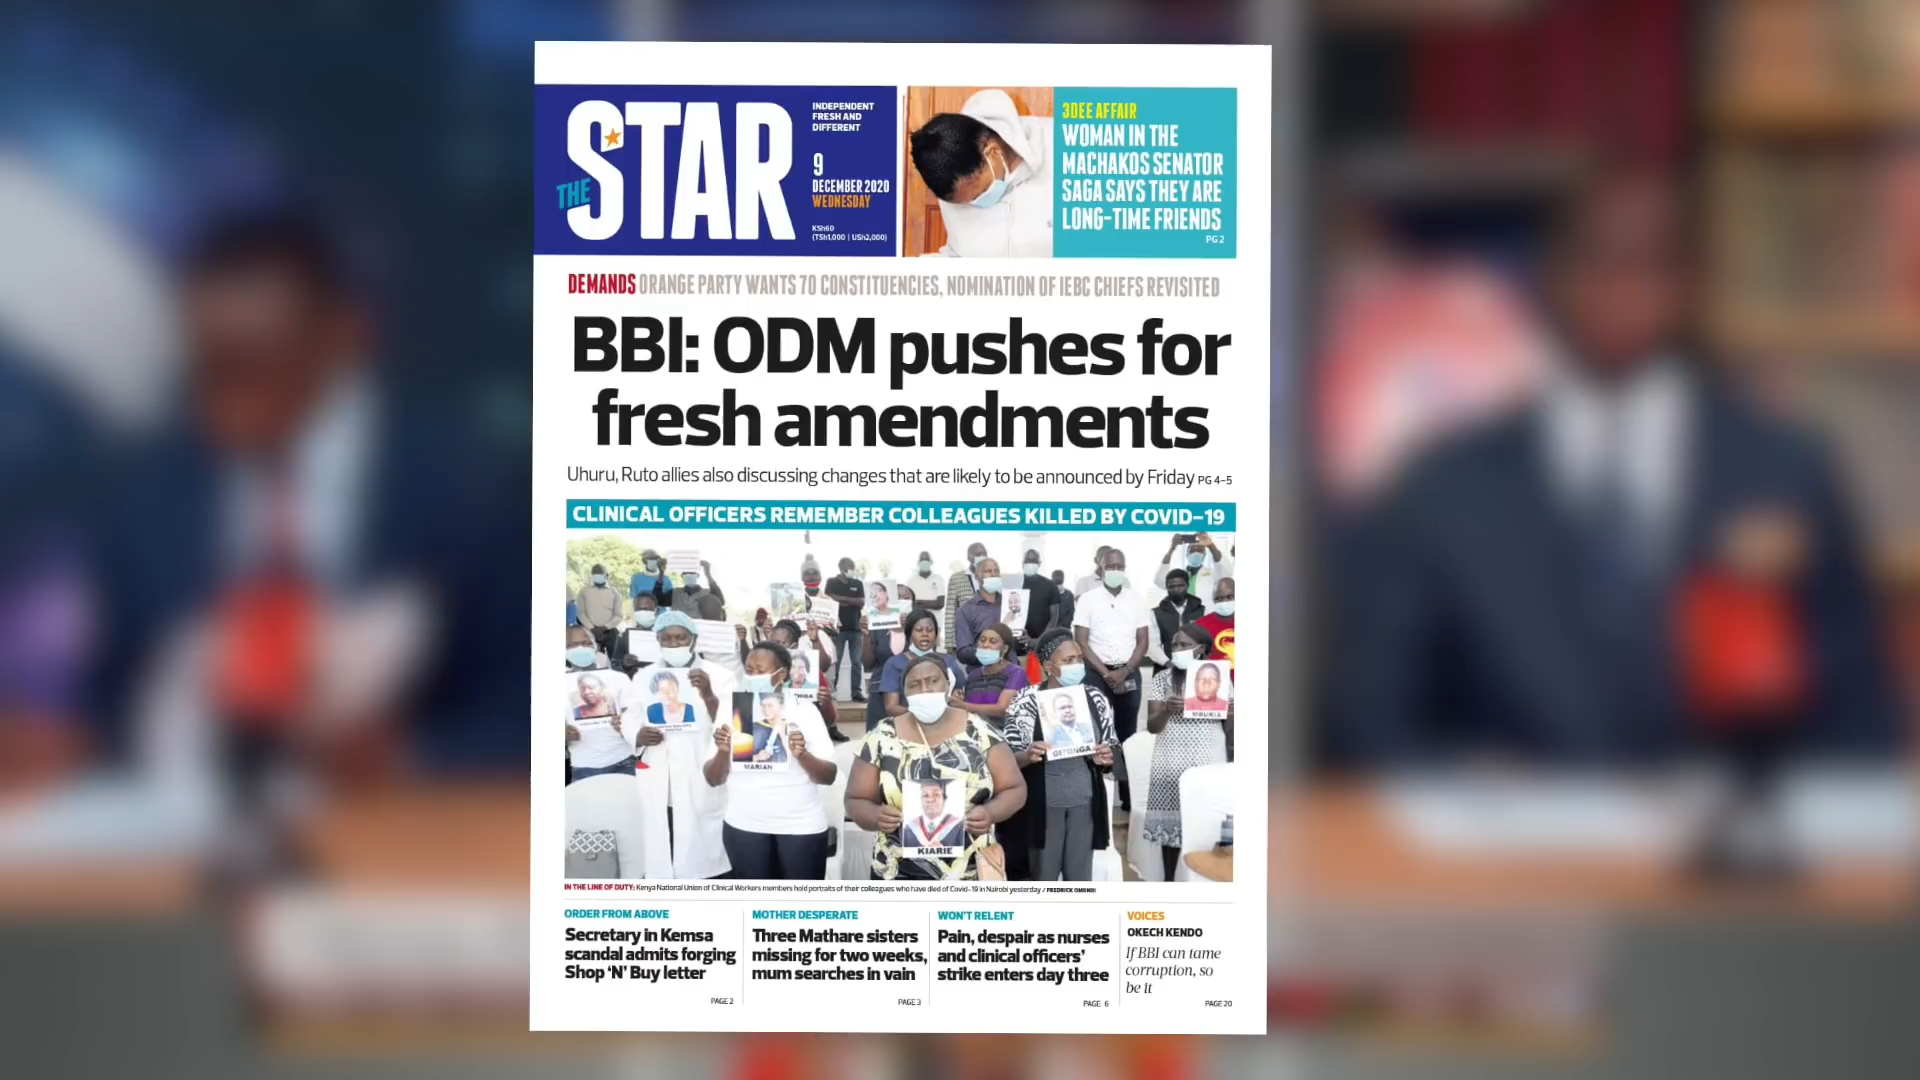 THE STAR
INDEPENDENT
FRESH AND
DIFFERENT
9
DECEMBER 2020
WEDNESDAY
KSh60
(TSh1,000 | USh2,000)
3DEE AFFAIR
WOMAN IN THE
MACHAKOS SENATOR
SAGA SAYS THEY ARE
LONG-TIME FRIENDS
PG 2
DEMANDS ORANGE PARTY WANTS 70 CONSTITUENCIES, NOMINATION OF IEBC CHIEFS REVISITED
BBI: ODM pushes for
fresh amendments
Uhuru, Ruto allies also discussing changes that are likely to be announced by Friday PG 4-5
CLINICAL OFFICERS REMEMBER COLLEAGUES KILLED BY COVID-19
MARIAN
GITONGA
MBURIA
KIARIE
IN THE LINE OF DUTY: Kenya National Union of Clinical Workers members hold portraits of their colleagues who have died of Covid-19 in Nairobi yesterday / FREDRICK OMONDI
ORDER FROM ABOVE
Secretary in Kemsa
scandal admits forging
Shop 'N' Buy letter
PAGE 2
MOTHER DESPERATE
Three Mathare sisters
missing for two weeks,
mum searches in vain
PAGE 3
WON'T RELENT
Pain, despair as nurses
and clinical officers'
strike enters day three
PAGE 6
VOICES
OKECH KENDO
If BBI can tame
corruption, so
be it
PAGE 20